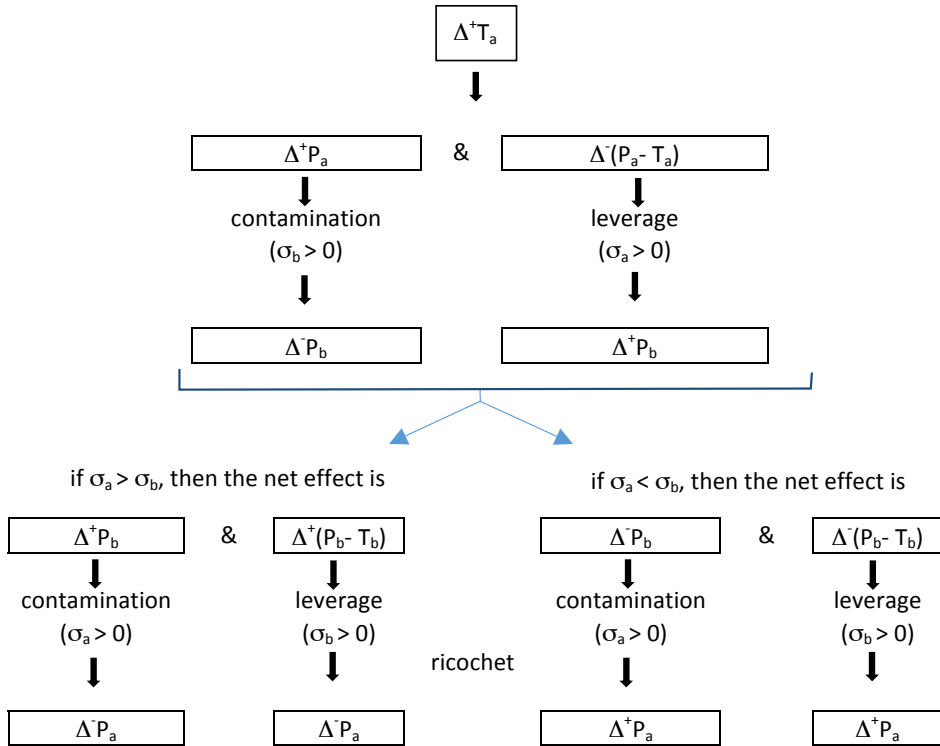 Δ⁺Tₐ
Δ⁺Pₐ & Δ⁻(Pₐ- Tₐ)
contamination leverage
(σ_b > 0) (σₐ > 0)
Δ⁻P_b Δ⁺P_b
if σₐ > σ_b, then the net effect is if σₐ < σ_b, then the net effect is
Δ⁺P_b & Δ⁺(P_b- T_b) Δ⁻P_b & Δ⁻(P_b- T_b)
contamination leverage contamination leverage
(σₐ > 0) (σ_b > 0) (σₐ > 0) (σ_b > 0)
ricochet
Δ⁻Pₐ Δ⁻Pₐ Δ⁺Pₐ Δ⁺Pₐ